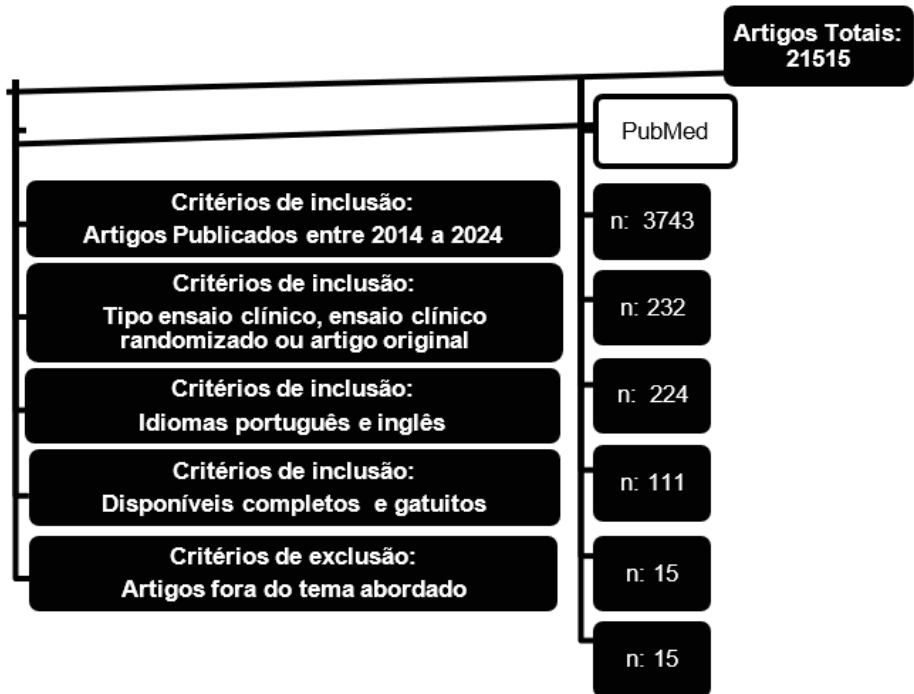 Artigos Totais:
21515
PubMed
Critérios de inclusão:
Artigos Publicados entre 2014 a 2024
n: 3743
Critérios de inclusão:
Tipo ensaio clínico, ensaio clínico
randomizado ou artigo original
n: 232
Critérios de inclusão:
Idiomas português e inglês
n: 224
Critérios de inclusão:
Disponíveis completos e gatuitos
n: 111
Critérios de exclusão:
Artigos fora do tema abordado
n: 15
n: 15